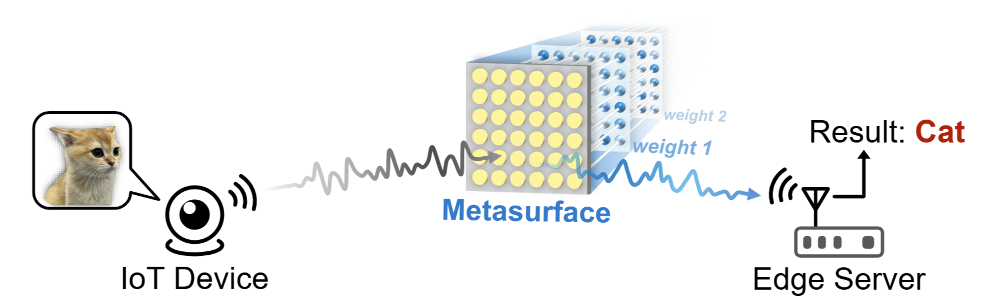 weight 2
Result: Cat
weight 1
Metasurface
IoT Device
Edge Server